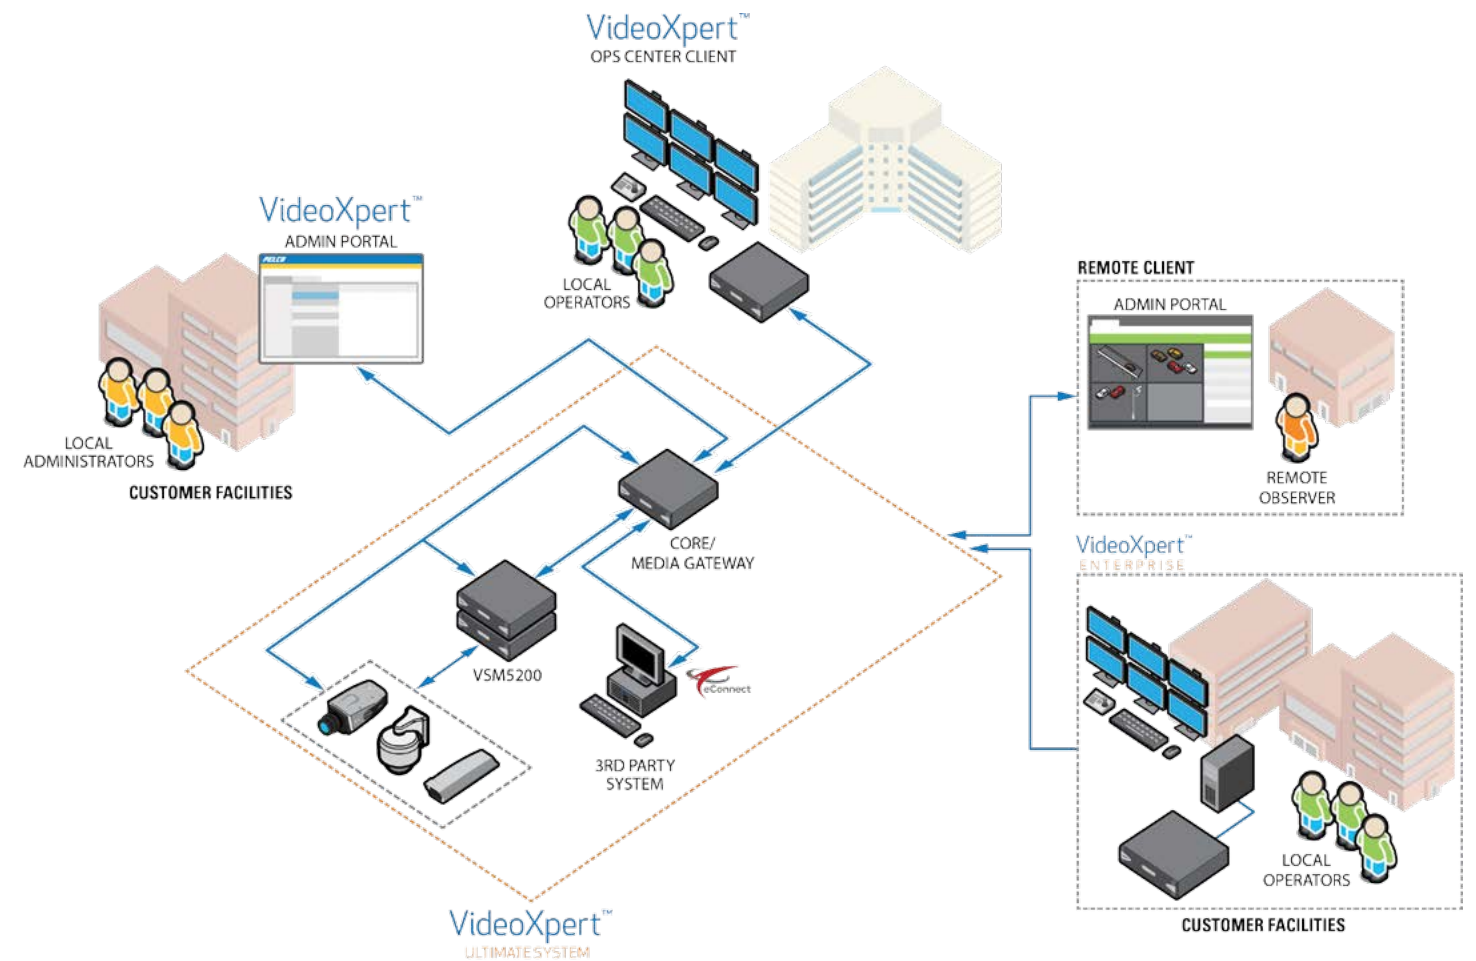 VideoXpert™
OPS CENTER CLIENT
LOCAL
OPERATORS
VideoXpert™
ADMIN PORTAL
PELCO
LOCAL
ADMINISTRATORS
CUSTOMER FACILITIES
REMOTE CLIENT
ADMIN PORTAL
REMOTE
OBSERVER
CORE/
MEDIA GATEWAY
VSM5200
eConnect
3RD PARTY
SYSTEM
VideoXpert™
ENTERPRISE
LOCAL
OPERATORS
CUSTOMER FACILITIES
VideoXpert™
ULTIMATE SYSTEM